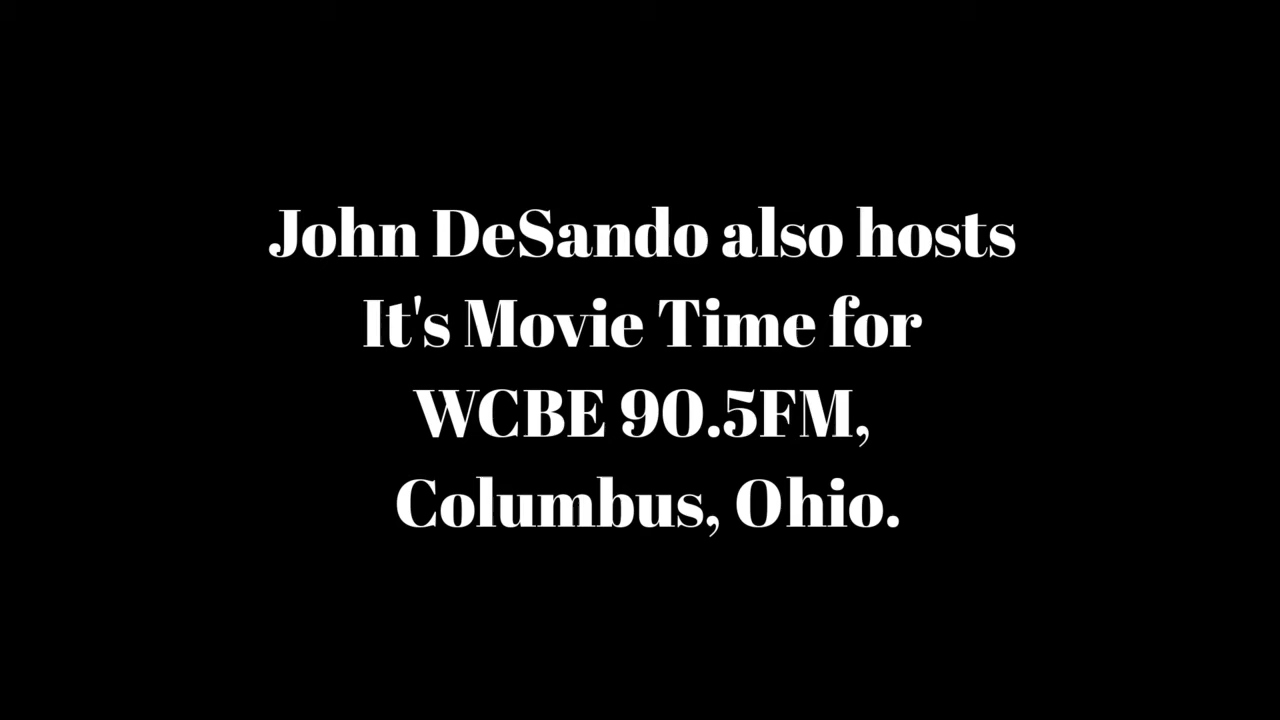 John DeSando also hosts
It's Movie Time for
WCBE 90.5FM,
Columbus, Ohio.